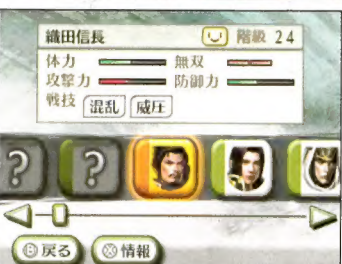 織田信長 階級 24
体力 無双
攻撃力 防御力
戦技 混乱 威圧
? ?
B 戻る X 情報